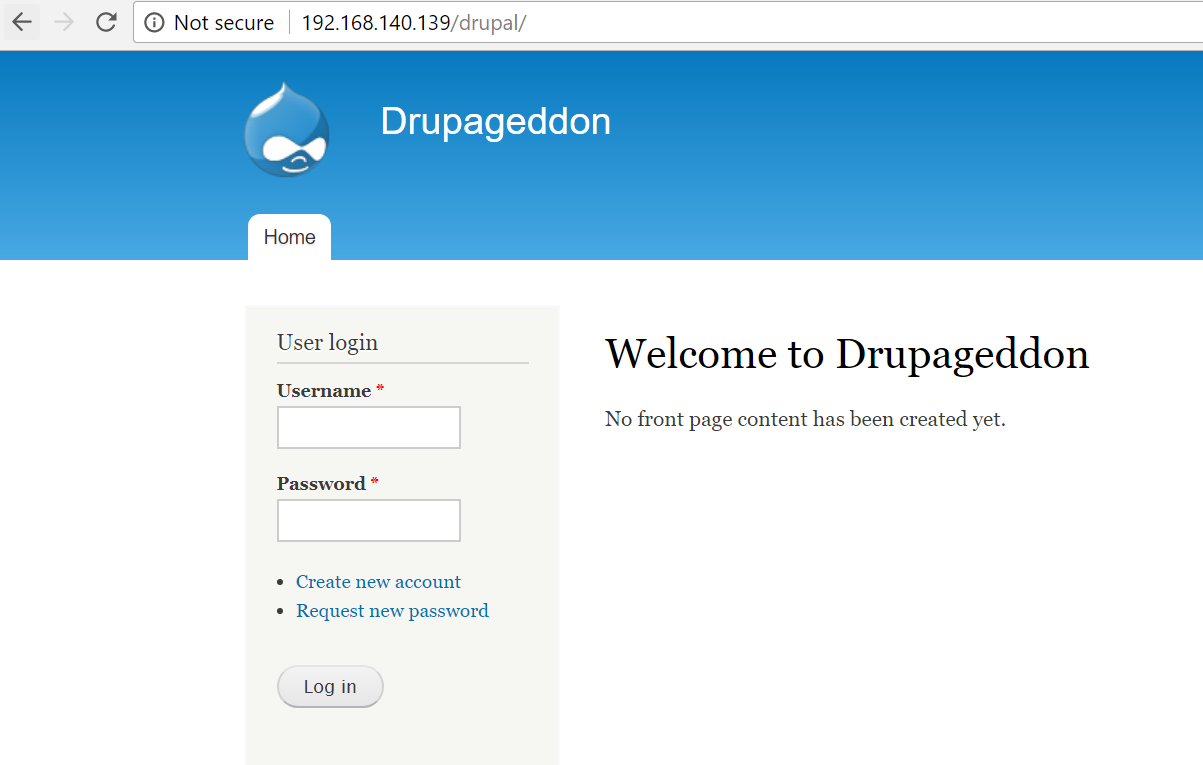 Not secure 192.168.140.139/drupal/
Drupageddon
Home
User login
Username *
Password *
Create new account
Request new password
Log in
Welcome to Drupageddon
No front page content has been created yet.